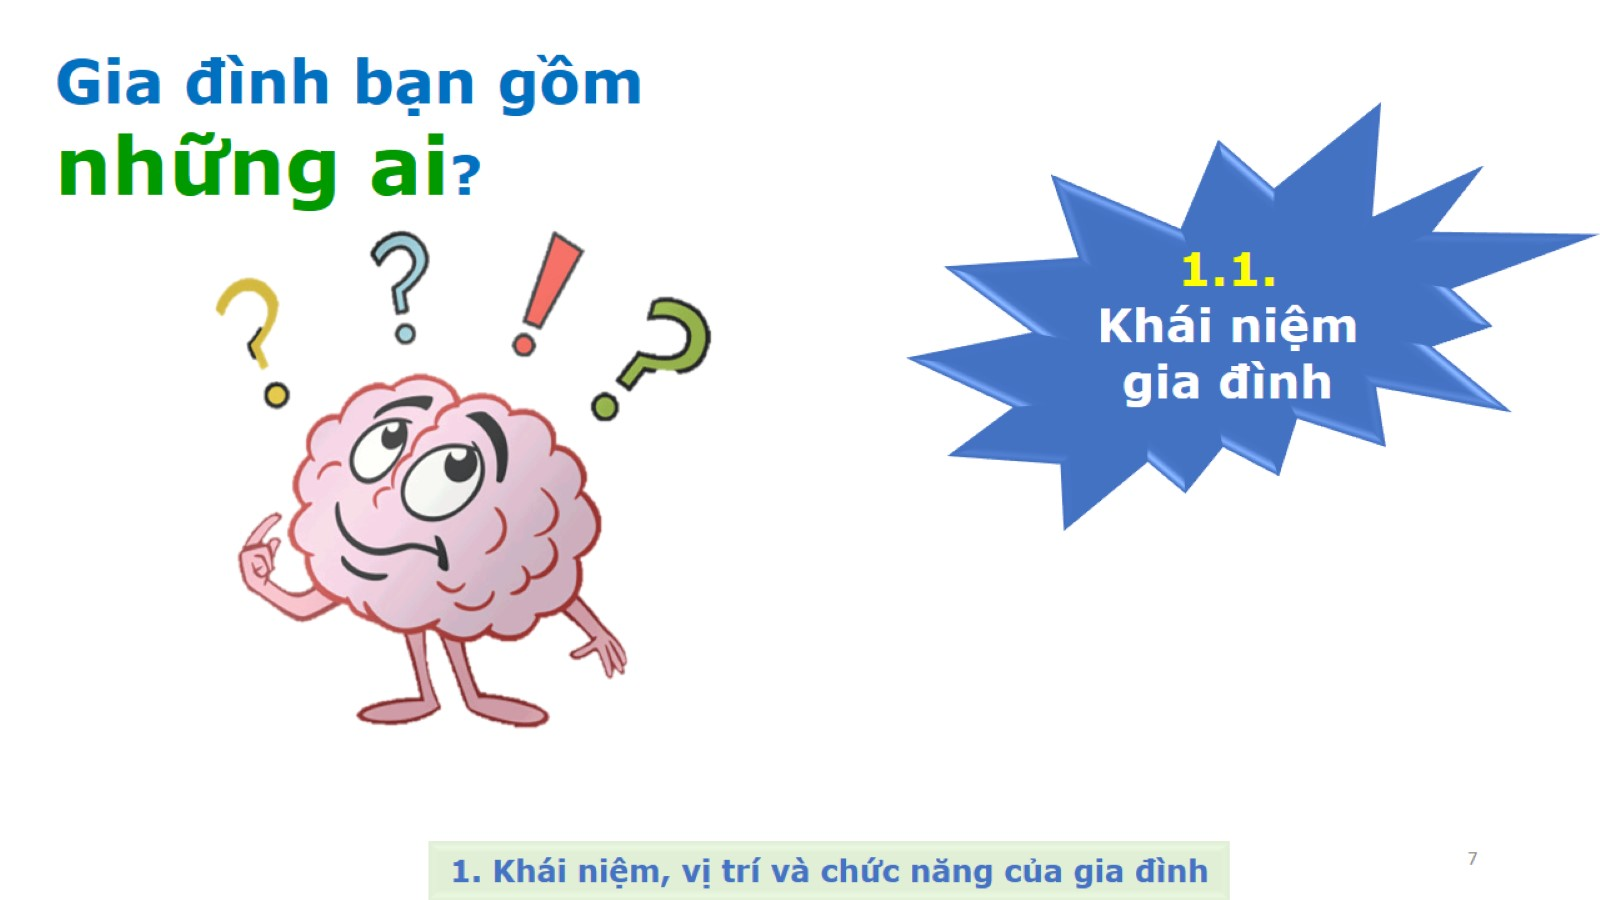 Gia đình bạn gồm
những ai?
1.1.
Khái niệm
gia đình
1. Khái niệm, vị trí và chức năng của gia đình
7